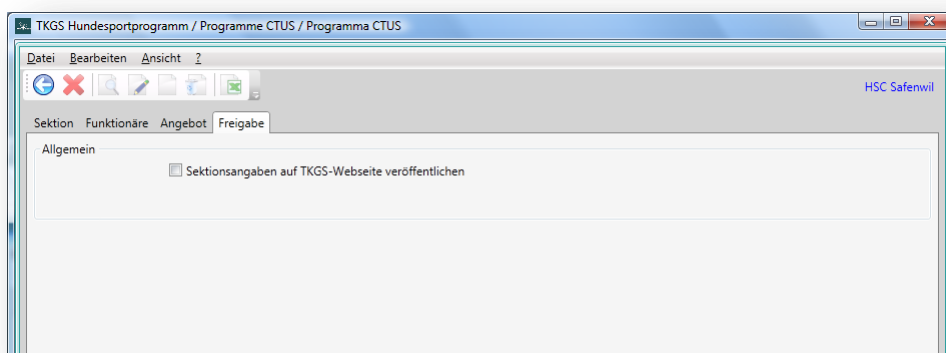 TKGS Hundesportprogramm / Programme CTUS / Programma CTUS
Datei Bearbeiten Ansicht ?
HSC Safenwil
Sektion Funktionäre Angebot Freigabe
Allgemein
Sektionsangaben auf TKGS-Webseite veröffentlichen